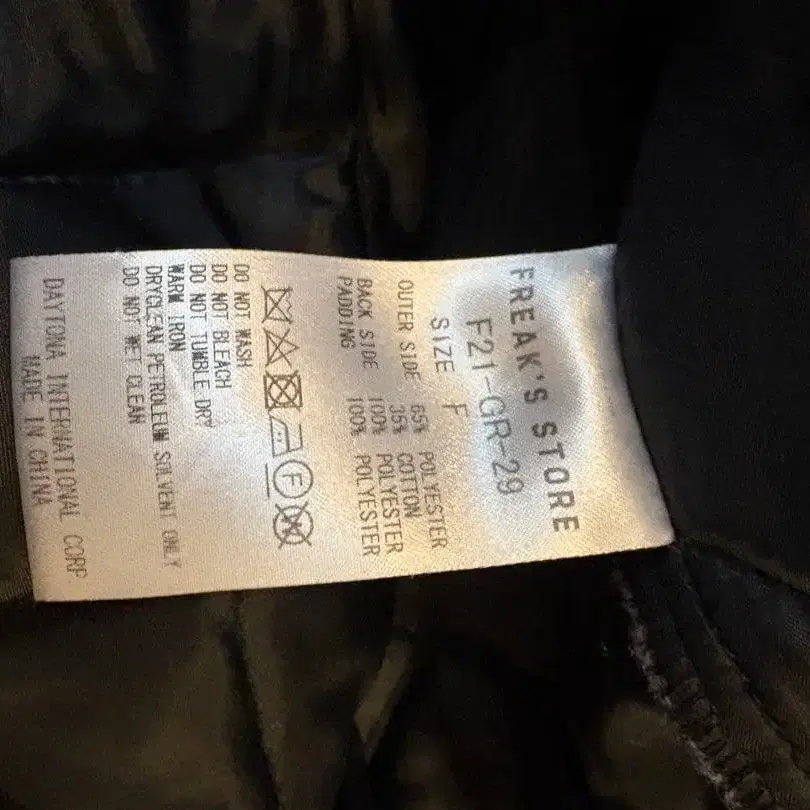 FREAK'S STORE
F21-GR-29
SIZE F
OUTER SIDE 65% POLYESTER
35% COTTON
BACK SIDE 100% POLYESTER
PADDING 100% POLYESTER
F
W
DO NOT WASH
DO NOT BLEACH
DO NOT TUMBLE DRY
WARM IRON
DRYCLEAN PETROLEUM SOLVENT ONLY
DO NOT WET CLEAN
DAYTONA INTERNATIONAL CORP
MADE IN CHINA